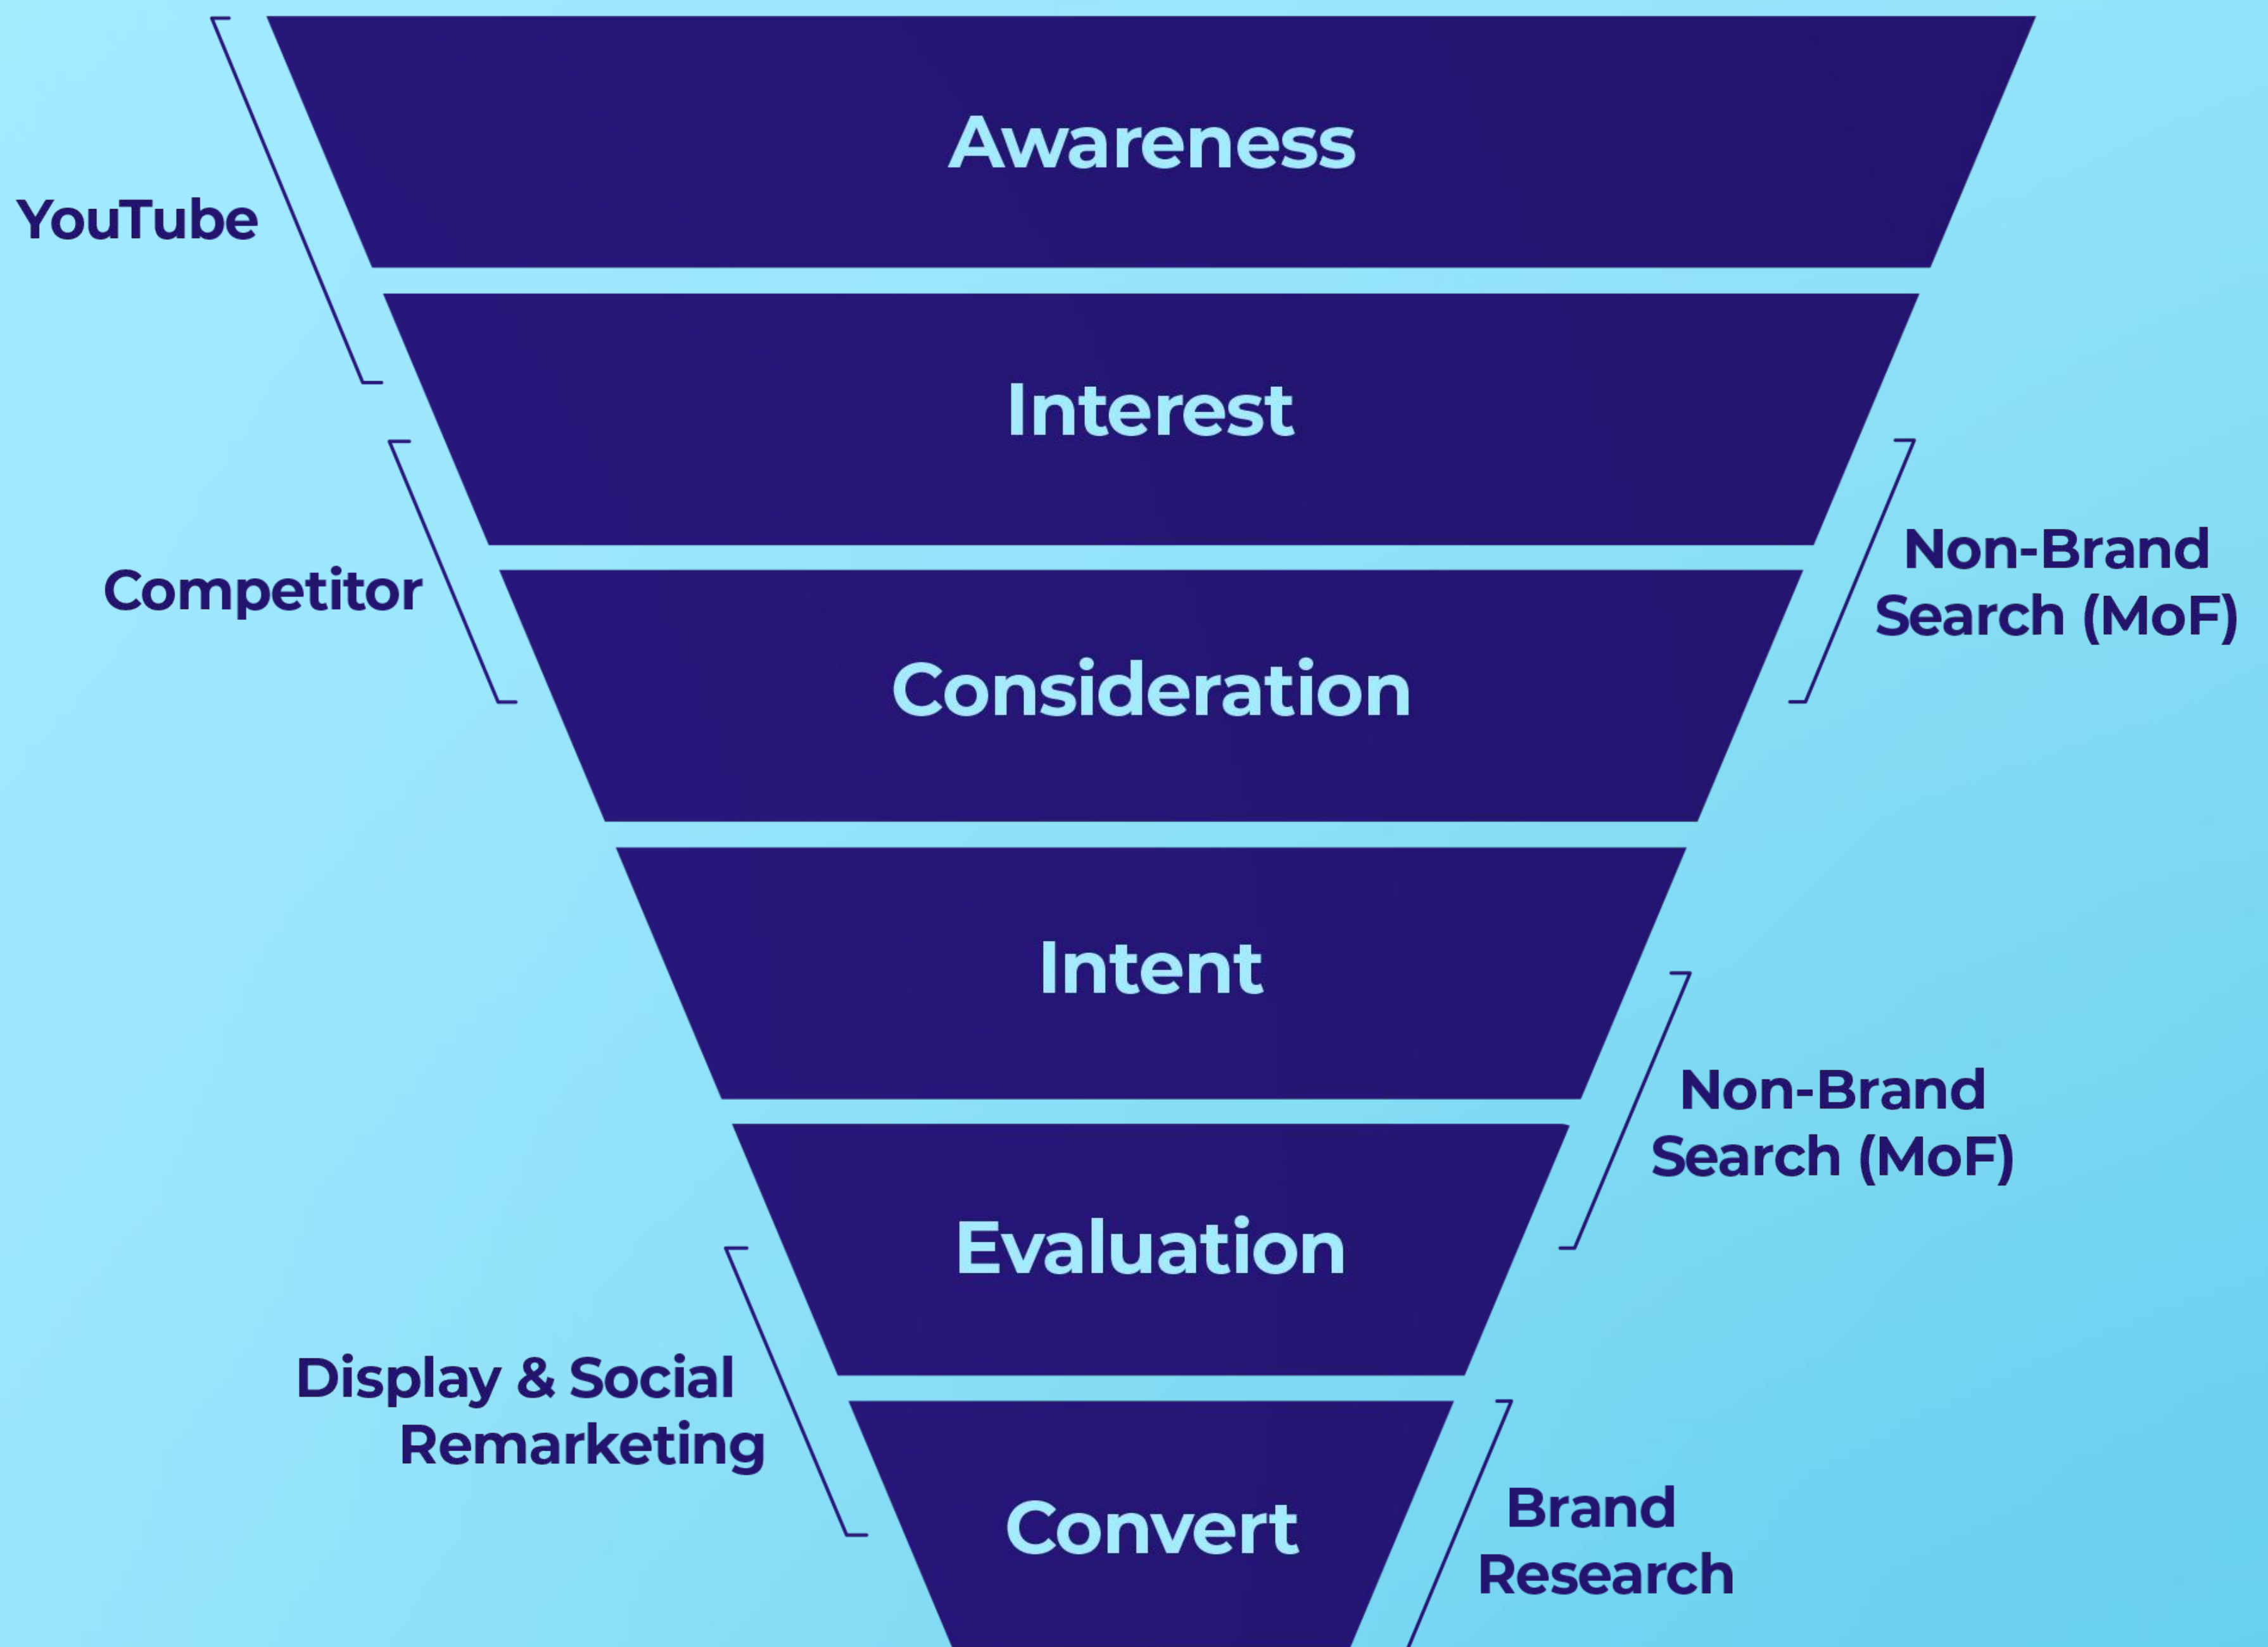 Awareness
YouTube
Interest
Competitor
Non-Brand
Search (MoF)
Consideration
Intent
Non-Brand
Search (MoF)
Evaluation
Display & Social
Remarketing
Convert
Brand
Research